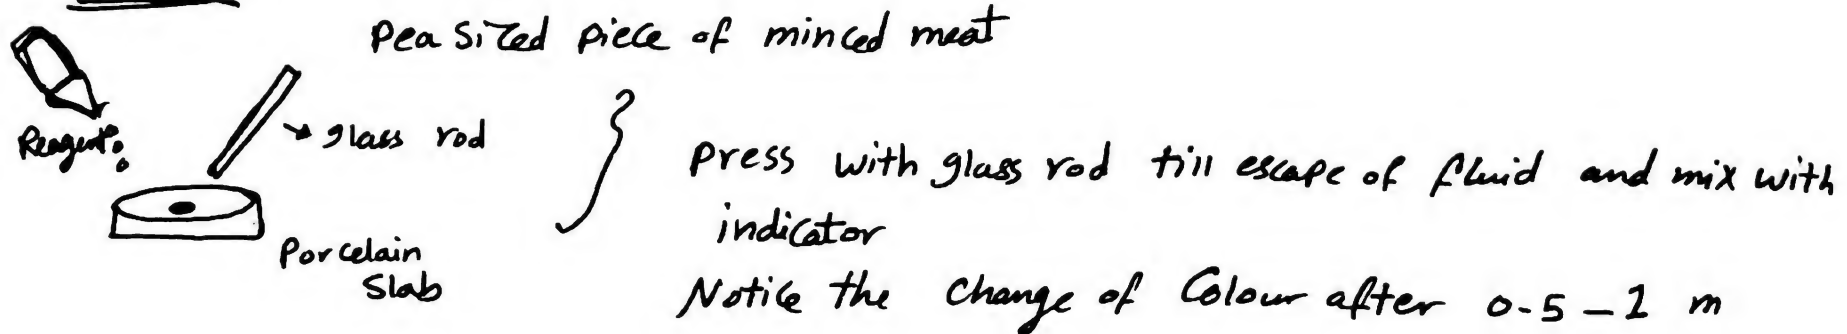 Pea Sized piece of minced meat
Reagent
glass rod
Porcelain
Slab
Press with glass rod till escape of fluid and mix with
indicator
Notice the change of Colour after 0-5 - 1 m